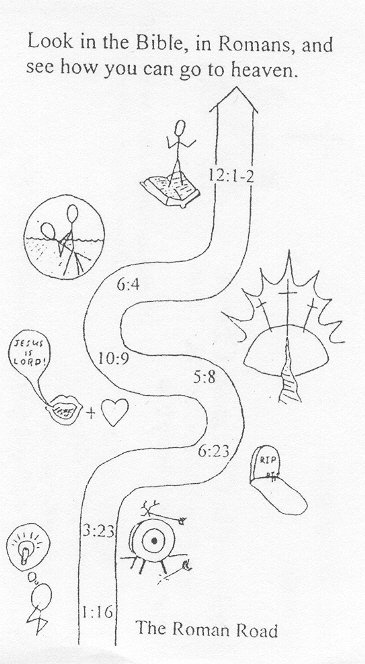 Look in the Bible, in Romans, and
see how you can go to heaven.
12:1-2
6:4
JESUS
IS
LORD!
10:9
+
5:8
6:23
RIP
3:23
1:16
The Roman Road